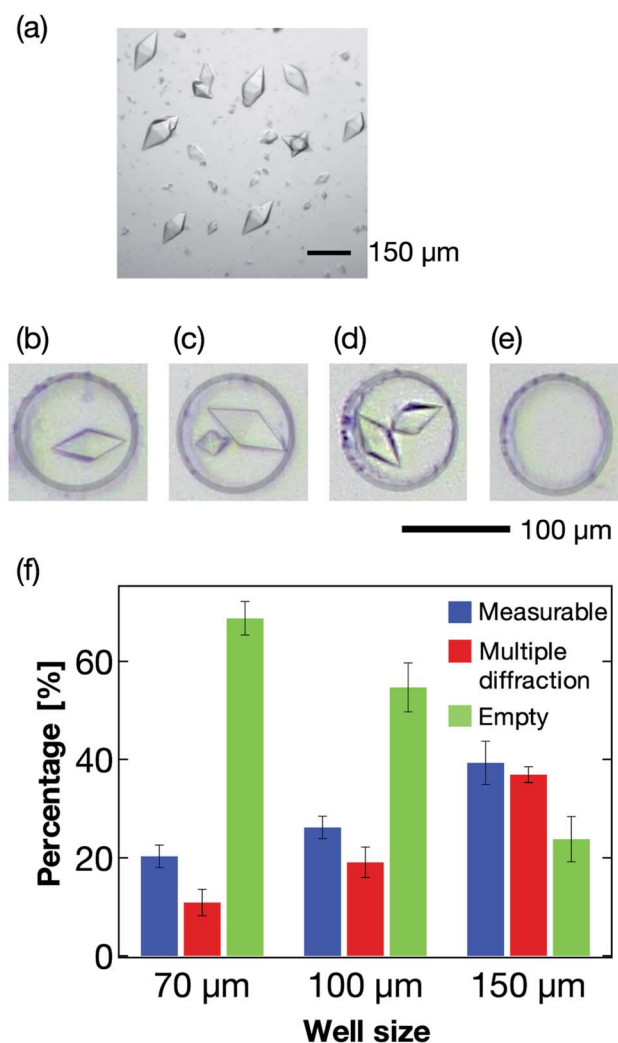 (a)
150 μm
(b)
(c)
(d)
(e)
100 μm
(f)
Measurable
Multiple
diffraction
Empty
Percentage [%]
60
40
20
0
70 μm
100 μm
150 μm
Well size